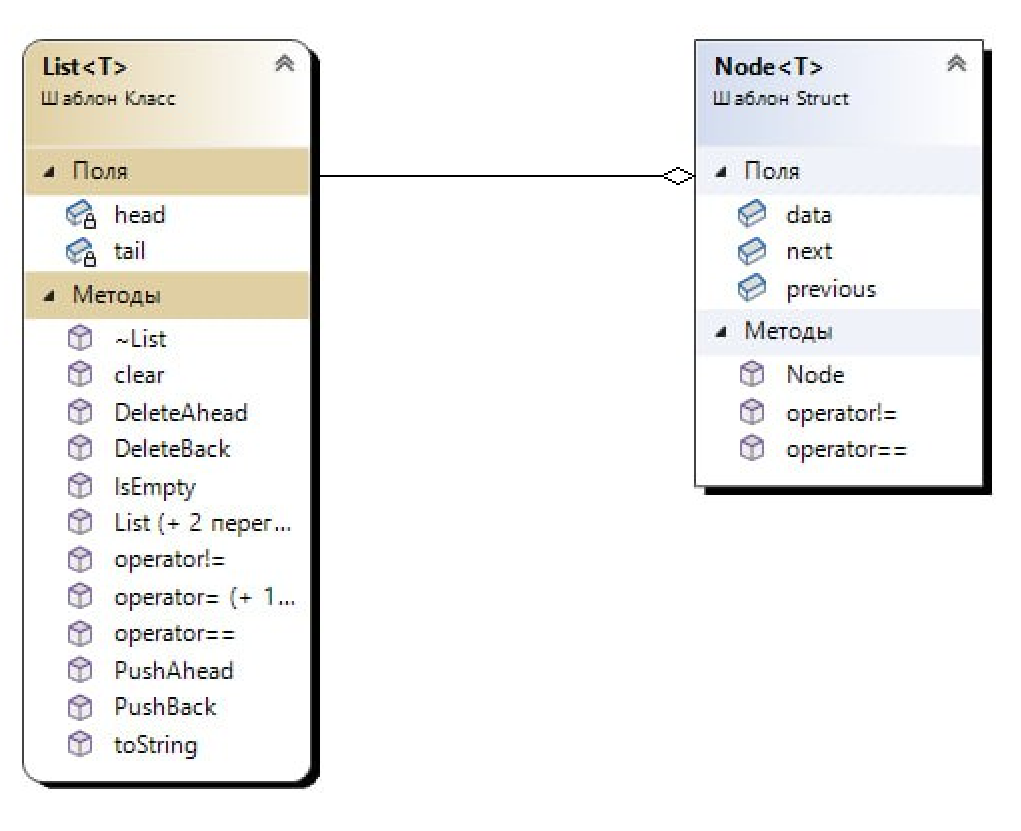 List<T>
Шаблон Класс
Поля
head
tail
Методы
~List
clear
DeleteAhead
DeleteBack
IsEmpty
List (+ 2 перег...
operator!=
operator= (+ 1...
operator==
PushAhead
PushBack
toString
Node<T>
Шаблон Struct
Поля
data
next
previous
Методы
Node
operator!=
operator==